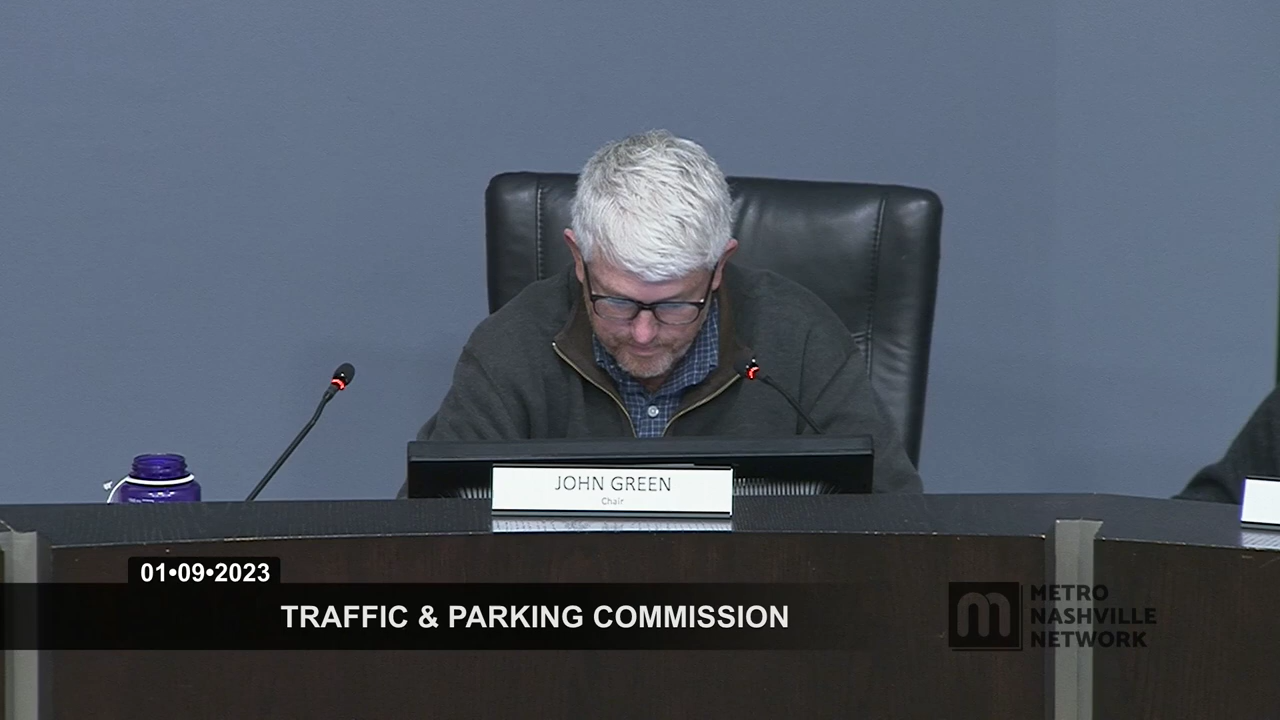 JOHN GREEN
Chair
01•09•2023
TRAFFIC & PARKING COMMISSION
m METRO
NASHVILLE
NETWORK